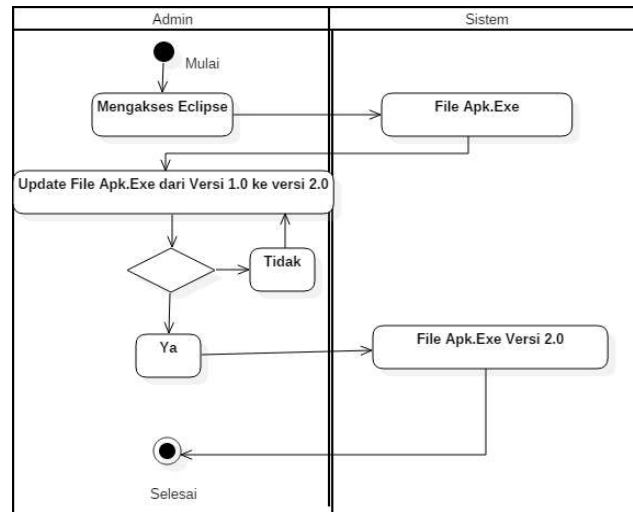 Admin
Sistem
Mulai
Mengakses Eclipse
File Apk.Exe
Update File Apk.Exe dari Versi 1.0 ke versi 2.0
Tidak
Ya
File Apk.Exe Versi 2.0
Selesai